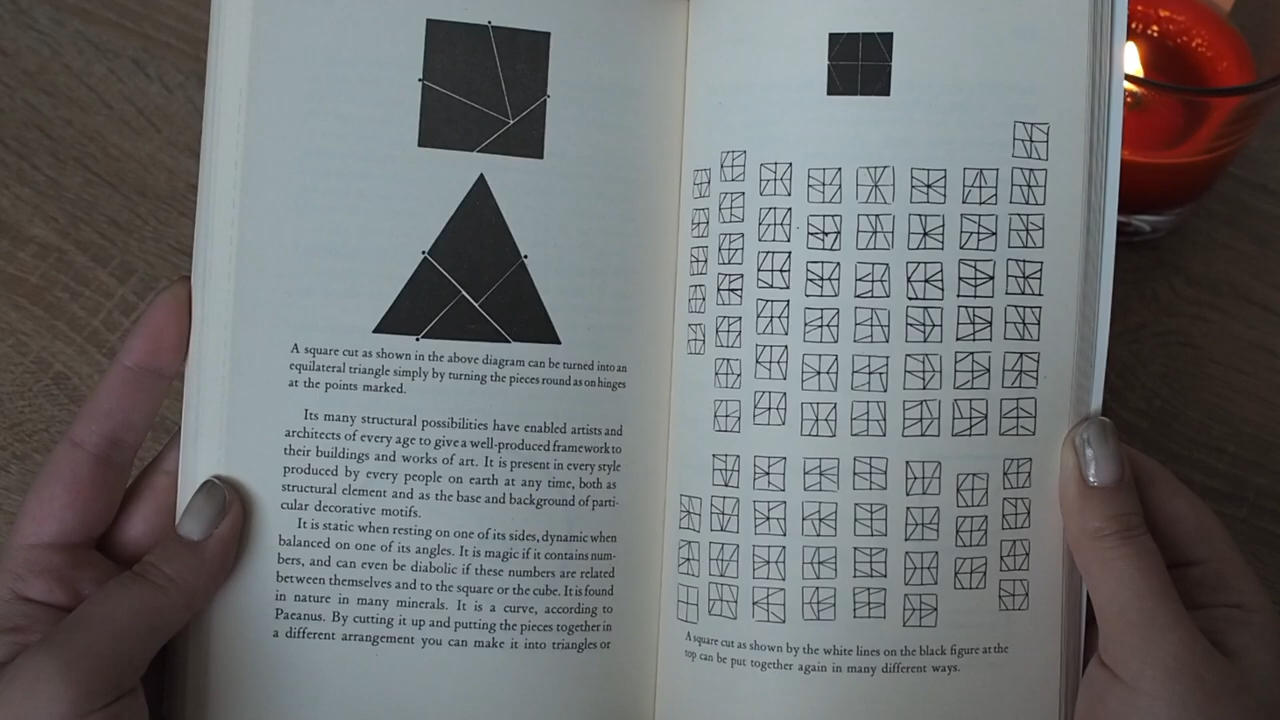 A square cut as shown in the above diagram can be turned into an
equilateral triangle simply by turning the pieces round as on hinges
at the points marked.
Its many structural possibilities have enabled artists and
architects of every age to give a well-produced framework to
their buildings and works of art. It is present in every style
produced by every people on earth at any time, both as
structural element and as the base and background of parti-
cular decorative motifs.
It is static when resting on one of its sides, dynamic when
balanced on one of its angles. It is magic if it contains num-
bers, and can even be diabolic if these numbers are related
between themselves and to the square or the cube. It is found
in nature in many minerals. It is a curve, according to
Paeanus. By cutting it up and putting the pieces together in
a different arrangement you can make it into triangles or
A square cut as shown by the white lines on the black figure at the
top can be put together again in many different ways.